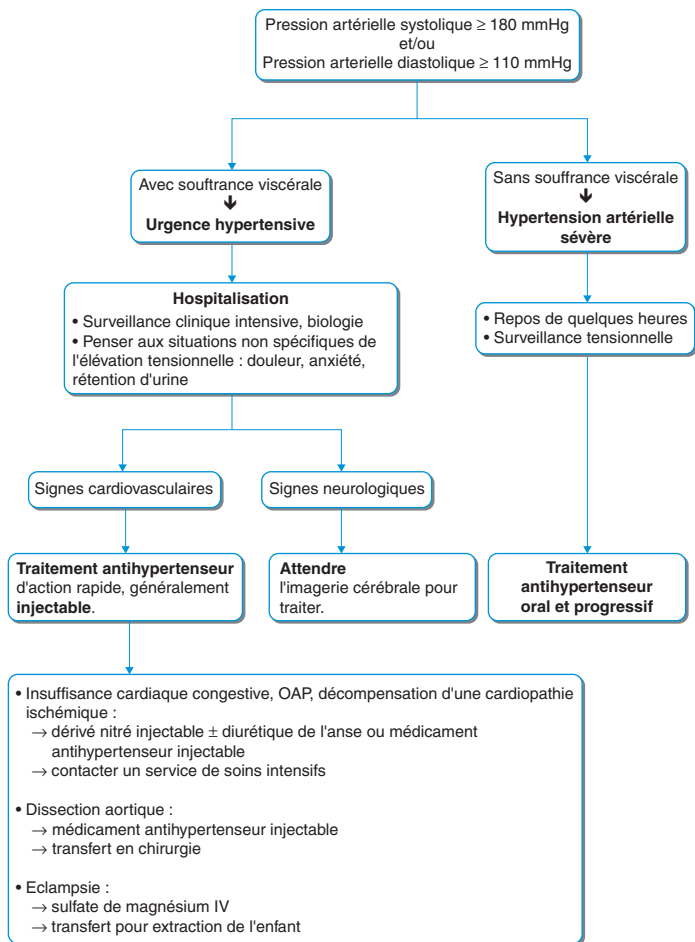 Pression artérielle systolique ≥ 180 mmHg
et/ou
Pression arterielle diastolique ≥ 110 mmHg
Avec souftrance viscérale
🡻
Urgence hypertensive
Sans souffrance viscérale
🡻
Hypertension artérielle
sévère
Hospitalisation
• Surveillance clinique intensive, biologie
• Penser aux situations non spécifiques de
l'élévation tensionnelle : douleur, anxiété,
rétention d'urine
• Repos de quelques heures
• Surveillance tensionnelle
Signes cardiovasculaires
Signes neurologiques
Traitement antihypertenseur
d'action rapide, généralement
injectable.
Attendre
l'imagerie cérébrale pour
traiter.
Traitement
antihypertenseur
oral et progressif
• Insuffisance cardiaque congestive, OAP, décompensation d'une cardiopathie
ischémique :
→ dérivé nitré injectable ± diurétique de l'anse ou médicament
antihypertenseur injectable
→ contacter un service de soins intensifs
• Dissection aortique :
→ médicament antihypertenseur injectable
→ transfert en chirurgie
• Eclampsie :
→ sulfate de magnésium IV
→ transfert pour extraction de l'enfant